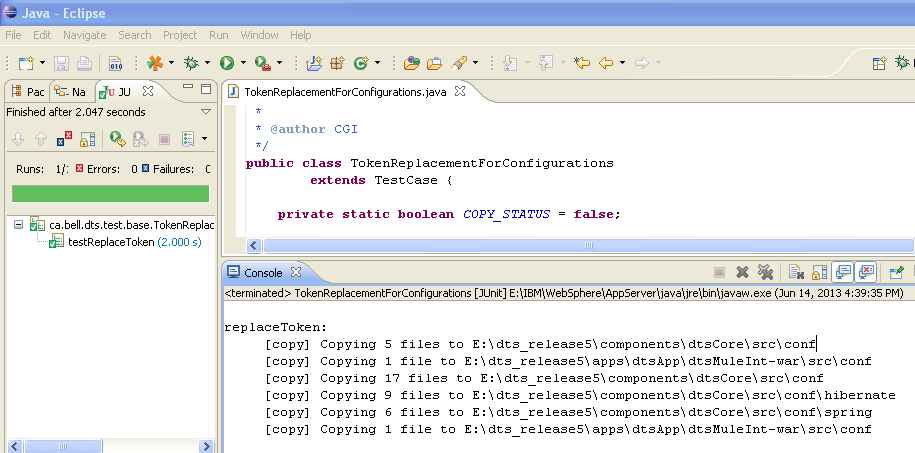 Java - Eclipse
File Edit Navigate Search Project Run Window Help
Pac Na JU
TokenReplacementForConfigurations.java
Finished after 2.047 seconds
Runs: 1/1 Errors: 0 Failures: 0
ca.bell.dts.test.base.TokenReplac
testReplaceToken (2.000 s)
*
* @author CGI
*/
public class TokenReplacementForConfigurations
extends TestCase {
private static boolean COPY_STATUS = false;
Console
<terminated> TokenReplacementForConfigurations [JUnit] E:\IBM\WebSphere\AppServer\java\jre\bin\javaw.exe (Jun 14, 2013 4:39:35 PM)
replaceToken:
[copy] Copying 5 files to E:\dts_release5\components\dtsCore\src\conf
[copy] Copying 1 file to E:\dts_release5\apps\dtsApp\dtsMuleInt-war\src\conf
[copy] Copying 17 files to E:\dts_release5\components\dtsCore\src\conf
[copy] Copying 9 files to E:\dts_release5\components\dtsCore\src\conf\hibernate
[copy] Copying 6 files to E:\dts_release5\components\dtsCore\src\conf\spring
[copy] Copying 1 file to E:\dts_release5\apps\dtsApp\dtsMuleInt-war\src\conf